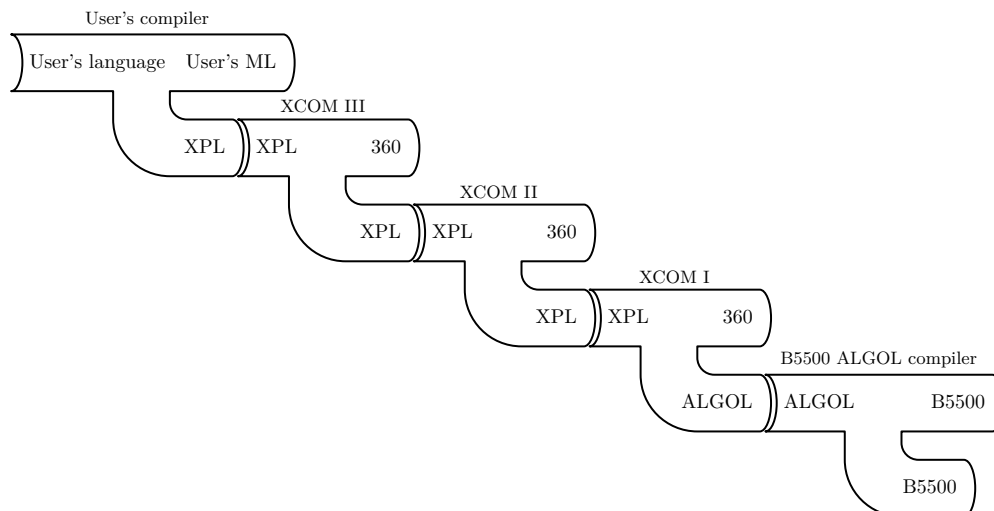 User's compiler
User's language User's ML
XCOM III
XPL XPL 360
XCOM II
XPL XPL 360
XCOM I
XPL XPL 360
B5500 ALGOL compiler
ALGOL ALGOL B5500
B5500